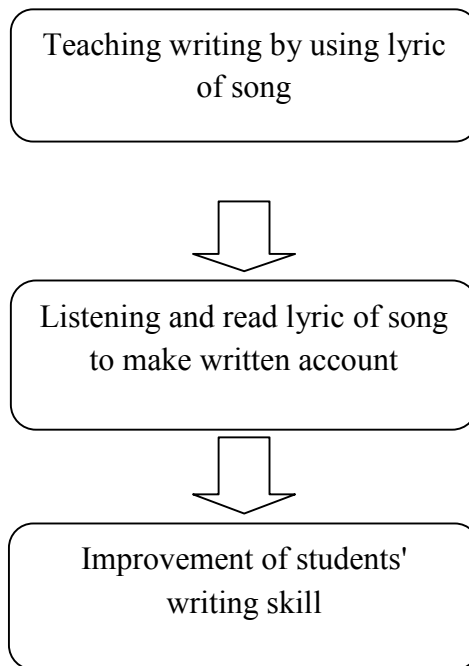 Teaching writing by using lyric
of song
Listening and read lyric of song
to make written account
Improvement of students'
writing skill